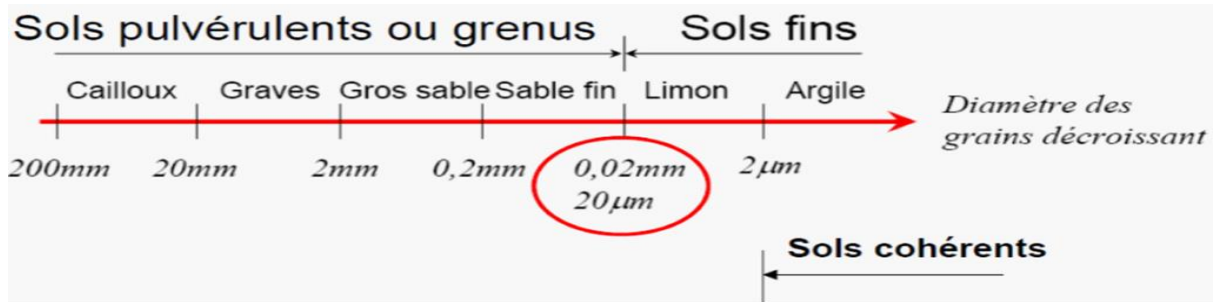 Sols pulvérulents ou grenus Sols fins
Cailloux Graves Gros sable Sable fin Limon Argile
Diamètre des
grains décroissant
200mm 20mm 2mm 0,2mm 0,02mm 2µm
20µm
Sols cohérents